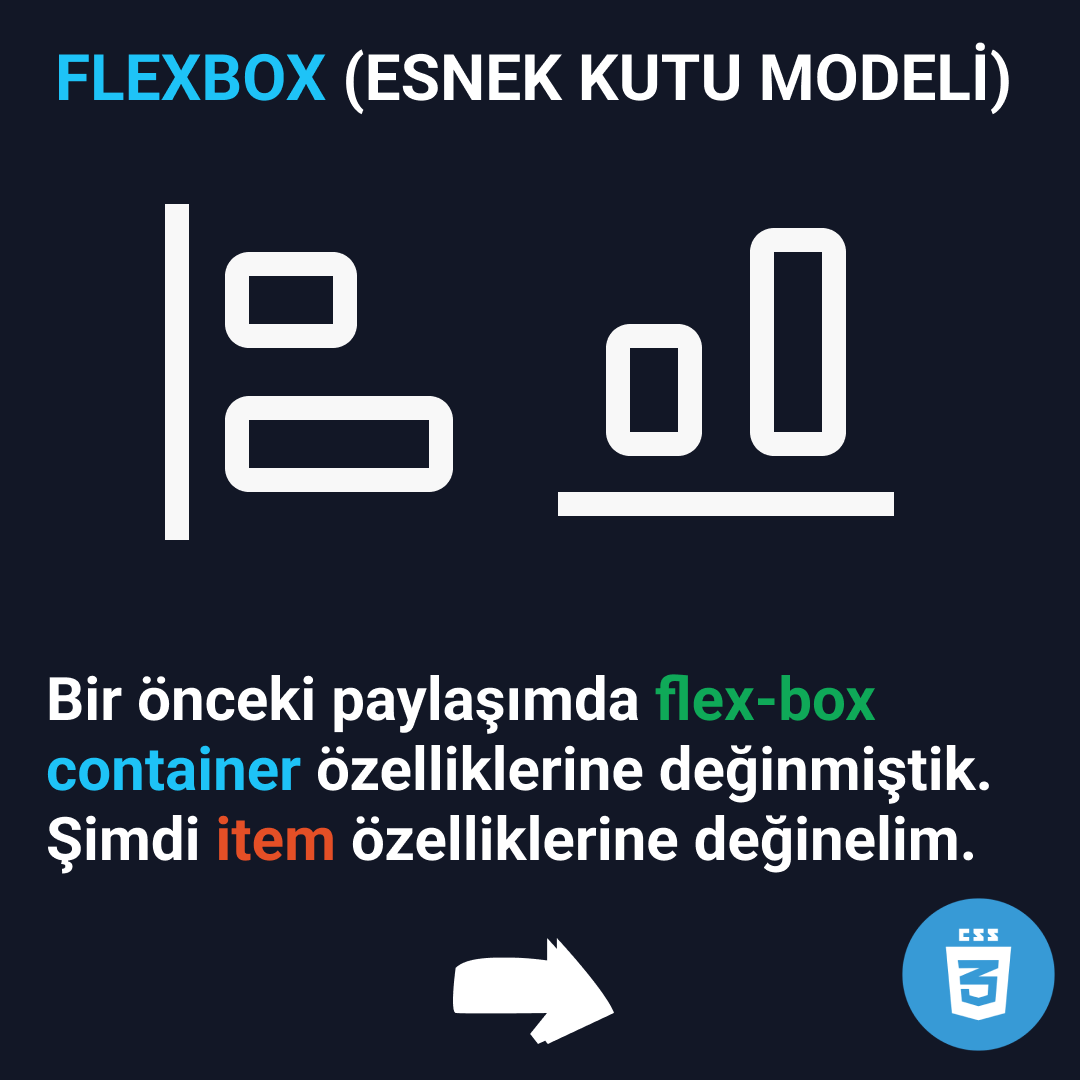 FLEXBOX (ESNEK KUTU MODELİ)
Bir önceki paylaşımda flex-box
container özelliklerine değinmiştik.
Şimdi item özelliklerine değinelim.
CSS
3